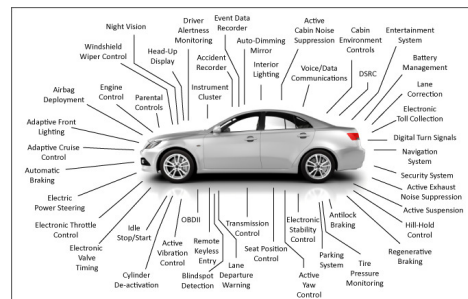 Night Vision
Driver
Alertness
Monitoring
Event Data
Recorder
Active
Cabin Noise
Suppression
Cabin
Environment
Controls
Entertainment
System
Windshield
Wiper Control
Head-Up
Display
Accident
Recorder
Auto-Dimming
Mirror
Interior
Lighting
Voice/Data
Communications
DSRC
Battery
Management
Lane
Correction
Electronic
Toll Collection
Digital Turn Signals
Navigation
System
Security System
Active Exhaust
Noise Suppression
Active Suspension
Hill-Hold
Control
Regenerative
Braking
Airbag
Deployment
Engine
Control
Parental
Controls
Instrument
Cluster
Adaptive Front
Lighting
Adaptive Cruise
Control
Automatic
Braking
Electric
Power Steering
Electronic Throttle
Control
Electronic
Valve
Timing
Idle
Stop/Start
Cylinder
De-activation
Active
Vibration
Control
OBDII
Remote
Keyless
Entry
Blindspot
Detection
Lane
Departure
Warning
Transmission
Control
Seat Position
Control
Active
Yaw
Control
Electronic
Stability
Control
Parking
System
Antilock
Braking
Tire
Pressure
Monitoring